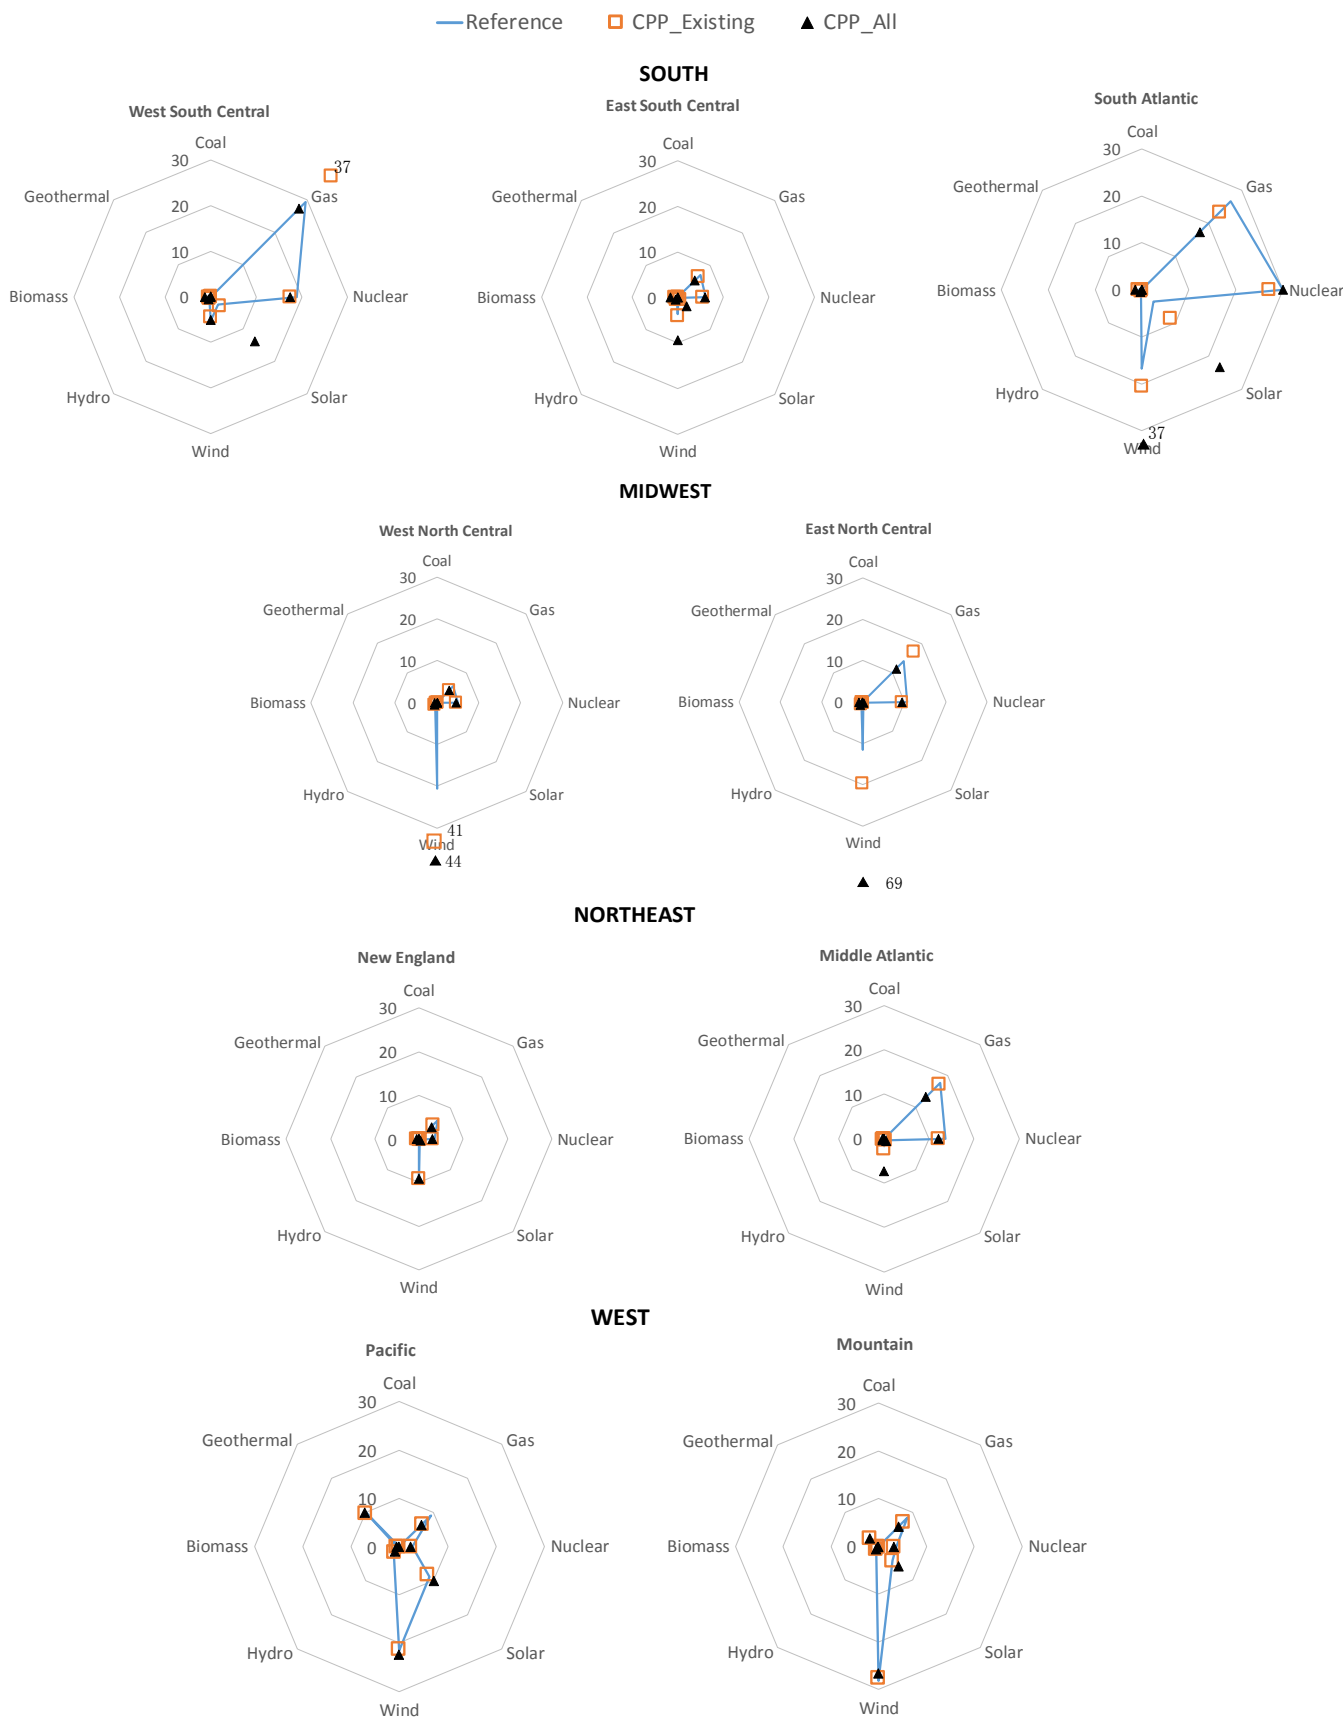 Reference CPP_Existing CPP_All
SOUTH
West South Central
Coal
30
37
Geothermal
Gas
20
10
Biomass
0
Nuclear
Hydro
Solar
Wind
East South Central
Coal
30
Geothermal
Gas
20
10
Biomass
0
Nuclear
Hydro
Solar
Wind
South Atlantic
Coal
30
Geothermal
Gas
20
10
Biomass
0
Nuclear
Hydro
Solar
37
Wind
MIDWEST
West North Central
Coal
30
Geothermal
Gas
20
10
Biomass
0
Nuclear
Hydro
Solar
41
Wind
44
East North Central
Coal
30
Geothermal
Gas
20
10
Biomass
0
Nuclear
Hydro
Solar
Wind
69
NORTHEAST
New England
Coal
30
Geothermal
Gas
20
10
Biomass
0
Nuclear
Hydro
Solar
Wind
Middle Atlantic
Coal
30
Geothermal
Gas
20
10
Biomass
0
Nuclear
Hydro
Solar
Wind
WEST
Pacific
Coal
30
Geothermal
Gas
20
10
Biomass
0
Nuclear
Hydro
Solar
Wind
Mountain
Coal
30
Geothermal
Gas
20
10
Biomass
0
Nuclear
Hydro
Solar
Wind